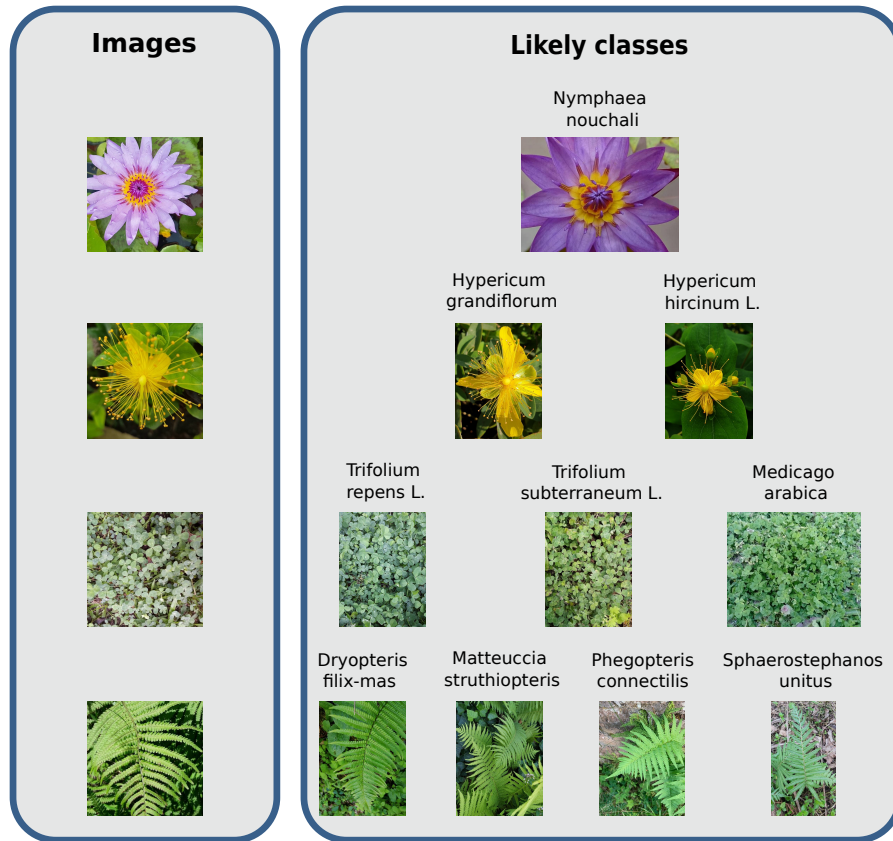 Images
Likely classes
Nymphaea
nouchali
Hypericum
grandiflorum
Hypericum
hircinum L.
Trifolium
repens L.
Trifolium
subterraneum L.
Medicago
arabica
Dryopteris
filix-mas
Matteuccia
struthiopteris
Phegopteris
connectilis
Sphaerostephanos
unitus